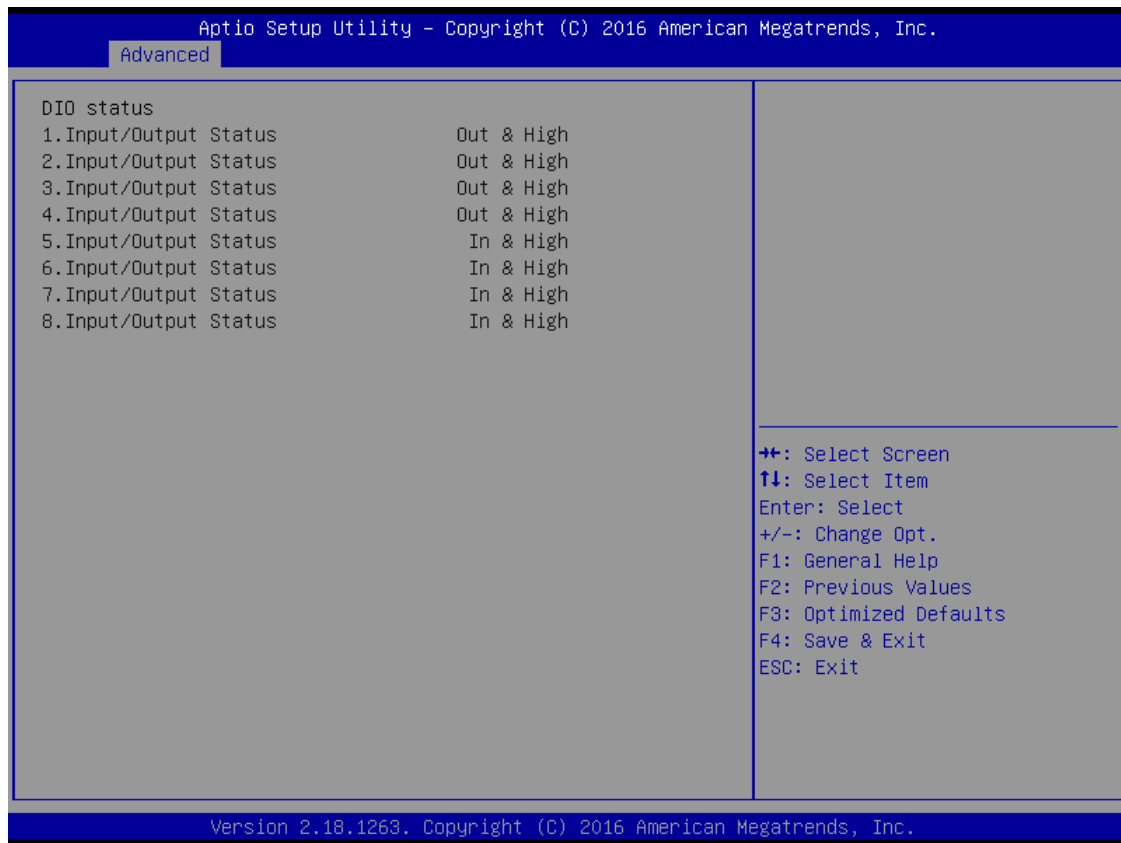 Aptio Setup Utility – Copyright (C) 2016 American Megatrends, Inc.
Advanced
DIO status
1.Input/Output Status Out & High
2.Input/Output Status Out & High
3.Input/Output Status Out & High
4.Input/Output Status Out & High
5.Input/Output Status In & High
6.Input/Output Status In & High
7.Input/Output Status In & High
8.Input/Output Status In & High
→←: Select Screen
↑↓: Select Item
Enter: Select
+/-: Change Opt.
F1: General Help
F2: Previous Values
F3: Optimized Defaults
F4: Save & Exit
ESC: Exit
Version 2.18.1263. Copyright (C) 2016 American Megatrends, Inc.